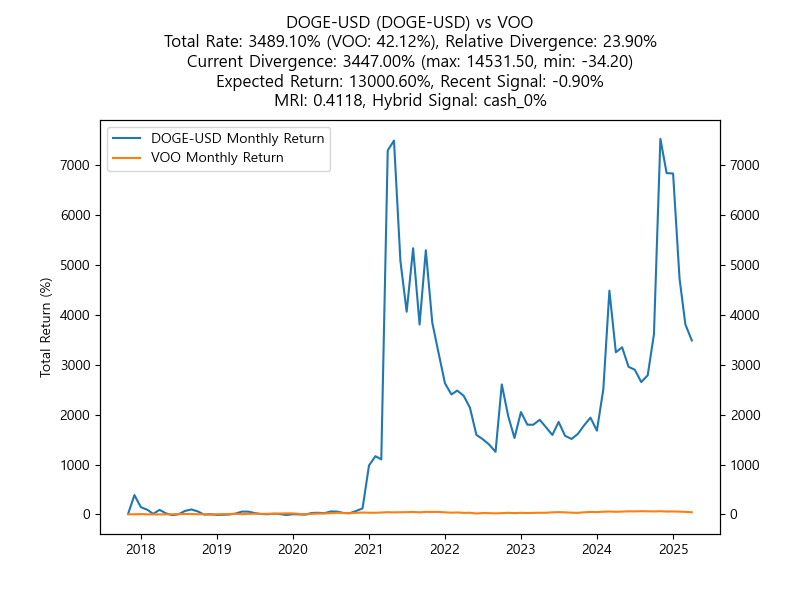 DOGE-USD (DOGE-USD) vs VOO
Total Rate: 3489.10% (VOO: 42.12%), Relative Divergence: 23.90%
Current Divergence: 3447.00% (max: 14531.50, min: -34.20)
Expected Return: 13000.60%, Recent Signal: -0.90%
MRI: 0.4118, Hybrid Signal: cash_0%
DOGE-USD Monthly Return
VOO Monthly Return
Total Return (%)
7000 7000
6000 6000
5000 5000
4000 4000
3000 3000
2000 2000
1000 1000
0 0
2018 2019 2020 2021 2022 2023 2024 2025